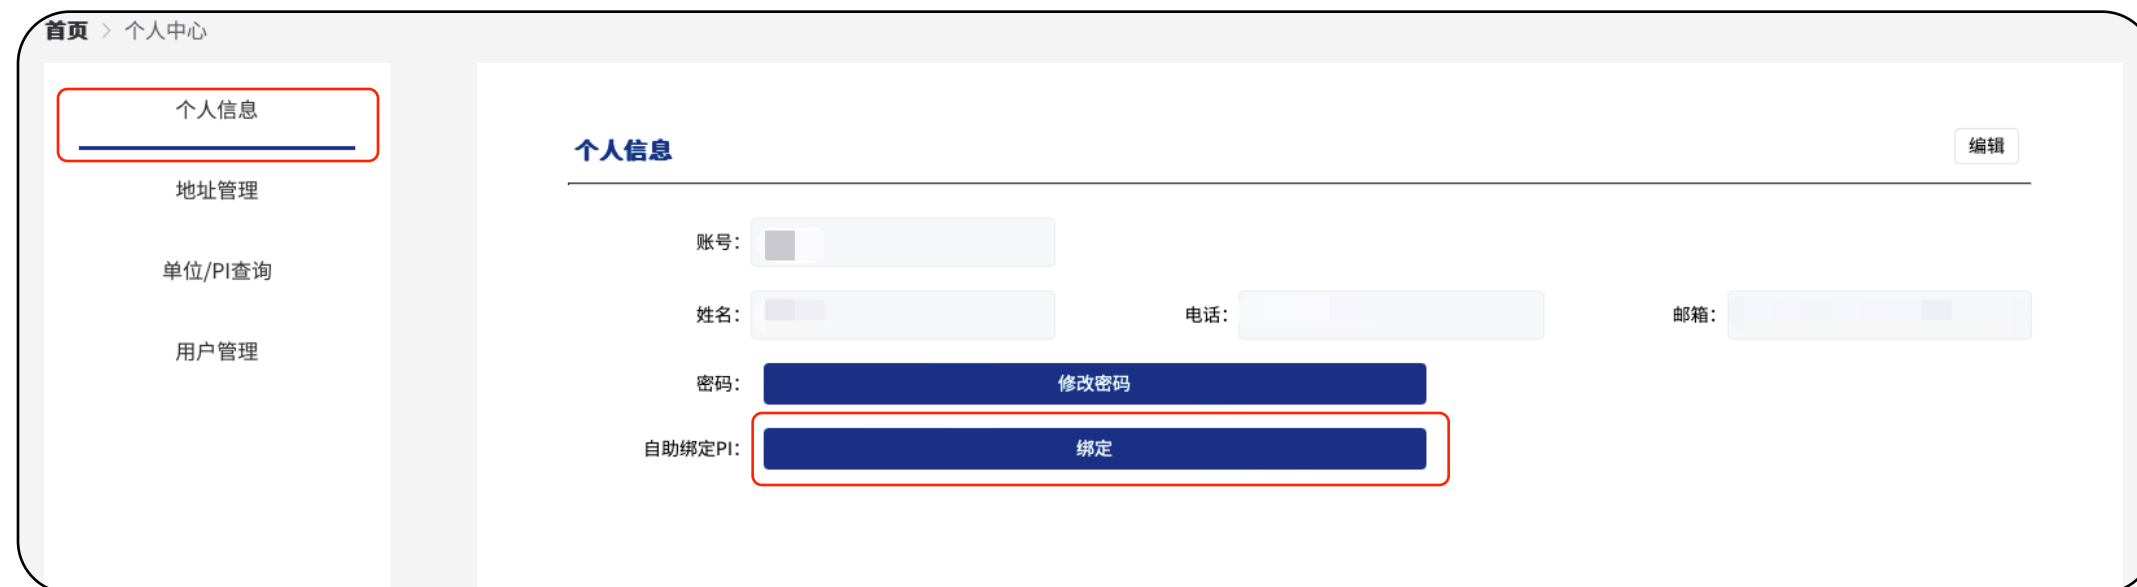 首页 > 个人中心
个人信息
地址管理
单位/PI查询
用户管理
个人信息
编辑
账号：
姓名：
电话：
邮箱：
密码：
修改密码
自助绑定PI：
绑定